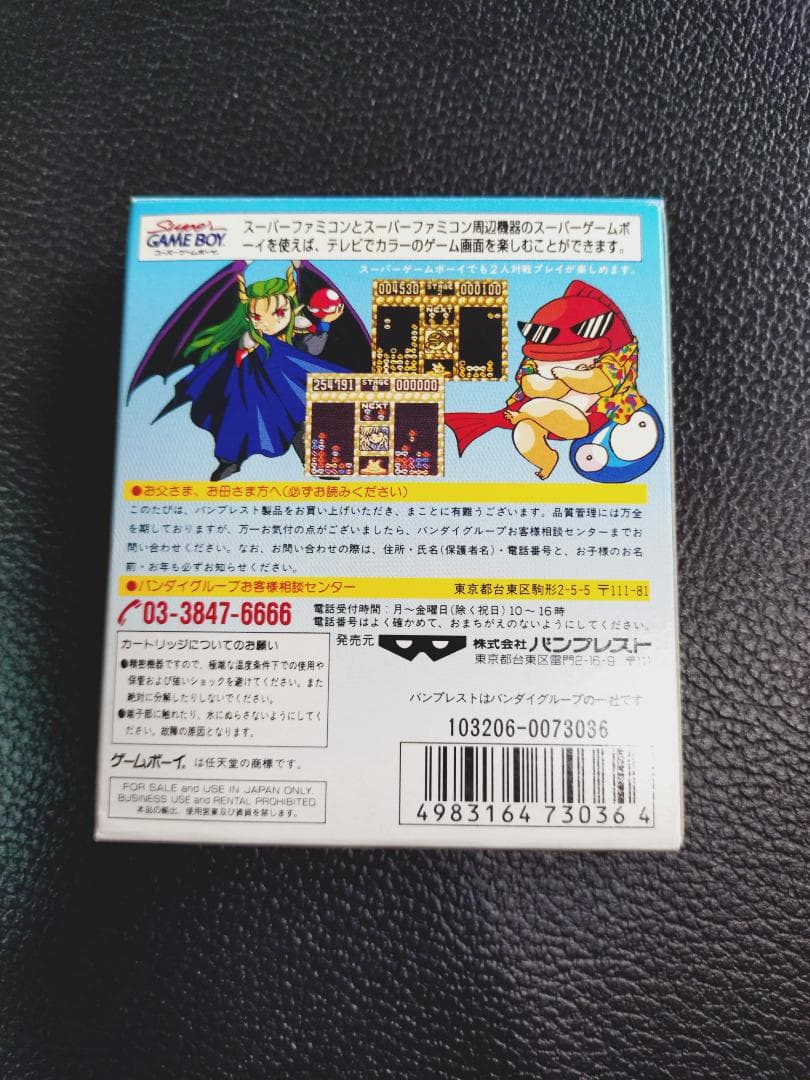 Super
GAME BOY
スーパーゲームボーイ
スーパーファミコンとスーパーファミコン周辺機器のスーパーゲームボ
ーイを使えば、テレビでカラーのゲーム画面を楽しむことができます。
スーパーゲームボーイでも2人対戦プレイが楽しめます。
004530 STAGE 000100
NEXT
254791 STAGE 000000
8
NEXT
●お父さま、お母さま方へ(必ずお読みください)
このたびは、バンプレスト製品をお買い上げいただき、まことに有難うございます。品質管理には万全
を期しておりますが、万一お気付の点がございましたら、バンダイグループお客様相談センターまでお
問い合わせください。なお、お問い合わせの際は、住所・氏名(保護者名)・電話番号と、お子様のお名
前・お年も必ずお知らせください。
●バンダイグループお客様相談センター 東京都台東区駒形2-5-5 〒111-81
03-3847-6666
電話受付時間:月~金曜日(除く祝日)10~16時
電話番号はよく確かめて、おまちがえのないようにしてください。
カートリッジについてのお願い
●精密機器ですので、極端な温度条件下での使用や
保管および強いショックを避けてください。また
絶対に分解したりしないでください。
●端子部に触れたり、水にぬらさないようにしてく
ださい。故障の原因となります。
発売元 株式会社 バンプレスト
東京都台東区雷門2-16-9 〒111
バンプレストはバンダイグループの一社です
103206-0073036
ゲームボーイ は任天堂の商標です。
FOR SALE and USE IN JAPAN ONLY.
BUSINESS USE and RENTAL PROHIBITED.
本品の輸出、使用営業及び賃貸を禁じます。
4983164 730364